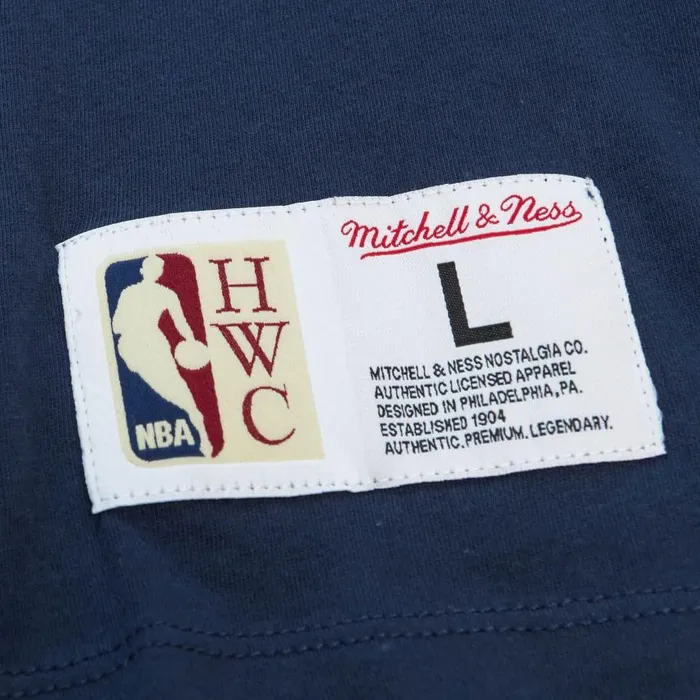 NBA
H
W
C
Mitchell & Ness
L
MITCHELL & NESS NOSTALGIA CO.
AUTHENTIC LICENSED APPAREL
DESIGNED IN PHILADELPHIA, PA.
ESTABLISHED 1904
AUTHENTIC. PREMIUM. LEGENDARY.